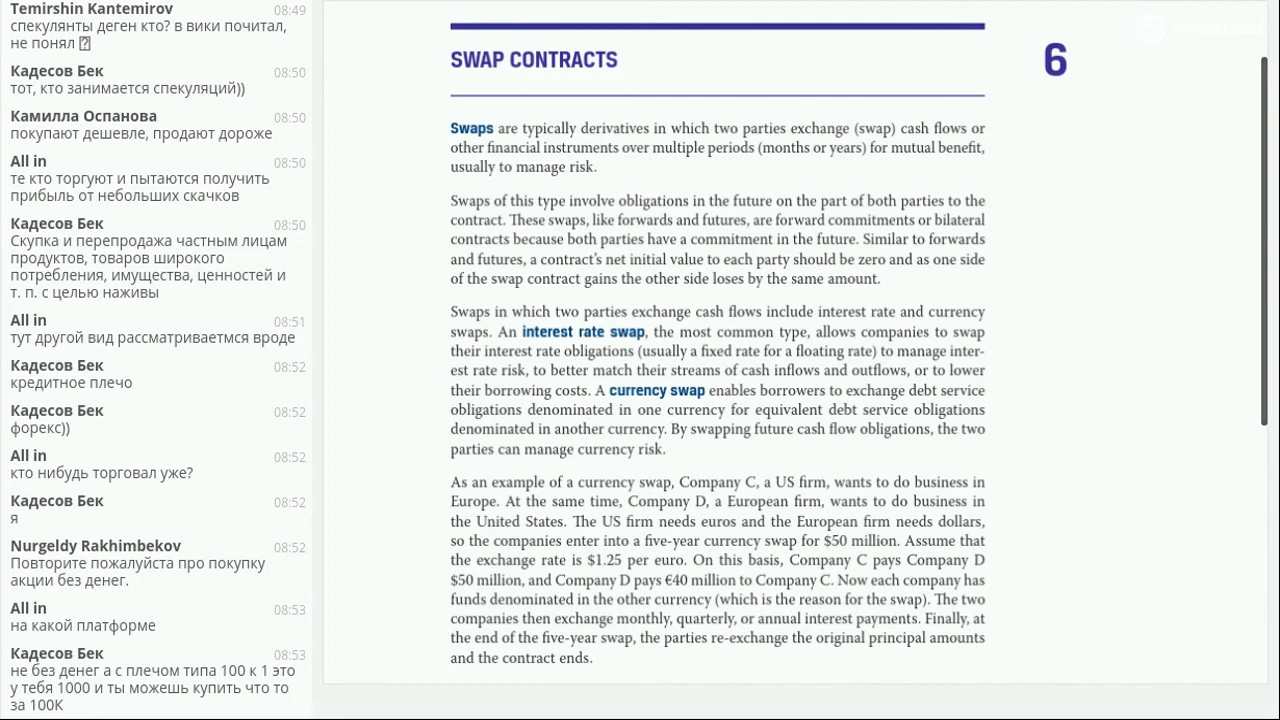 Temirshin Kantemirov 08:49
спекулянты деген кто? в вики почитал,
не понял
Кадесов Бек 08:50
тот, кто занимается спекуляций))
Камилла Оспанова 08:50
покупают дешевле, продают дороже
All in 08:50
те кто торгуют и пытаются получить
прибыль от небольших скачков
Кадесов Бек 08:50
Скупка и перепродажа частным лицам
продуктов, товаров широкого
потребления, имущества, ценностей и
т. п. с целью наживы
All in 08:51
тут другой вид рассматриваетмся вроде
Кадесов Бек 08:52
кредитное плечо
Кадесов Бек 08:52
форекс))
All in 08:52
кто нибудь торговал уже?
Кадесов Бек 08:52
я
Nurgeldy Rakhimbekov 08:52
Повторите пожалуйста про покупку
акции без денег.
All in 08:53
на какой платформе
Кадесов Бек 08:53
не без денег а с плечом типа 100 к 1 это
у тебя 1000 и ты можешь купить что то
за 100К
SWAP CONTRACTS 6
Swaps are typically derivatives in which two parties exchange (swap) cash flows or
other financial instruments over multiple periods (months or years) for mutual benefit,
usually to manage risk.
Swaps of this type involve obligations in the future on the part of both parties to the
contract. These swaps, like forwards and futures, are forward commitments or bilateral
contracts because both parties have a commitment in the future. Similar to forwards
and futures, a contract's net initial value to each party should be zero and as one side
of the swap contract gains the other side loses by the same amount.
Swaps in which two parties exchange cash flows include interest rate and currency
swaps. An interest rate swap, the most common type, allows companies to swap
their interest rate obligations (usually a fixed rate for a floating rate) to manage inter-
est rate risk, to better match their streams of cash inflows and outflows, or to lower
their borrowing costs. A currency swap enables borrowers to exchange debt service
obligations denominated in one currency for equivalent debt service obligations
denominated in another currency. By swapping future cash flow obligations, the two
parties can manage currency risk.
As an example of a currency swap, Company C, a US firm, wants to do business in
Europe. At the same time, Company D, a European firm, wants to do business in
the United States. The US firm needs euros and the European firm needs dollars,
so the companies enter into a five-year currency swap for $50 million. Assume that
the exchange rate is $1.25 per euro. On this basis, Company C pays Company D
$50 million, and Company D pays €40 million to Company C. Now each company has
funds denominated in the other currency (which is the reason for the swap). The two
companies then exchange monthly, quarterly, or annual interest payments. Finally, at
the end of the five-year swap, the parties re-exchange the original principal amounts
and the contract ends.